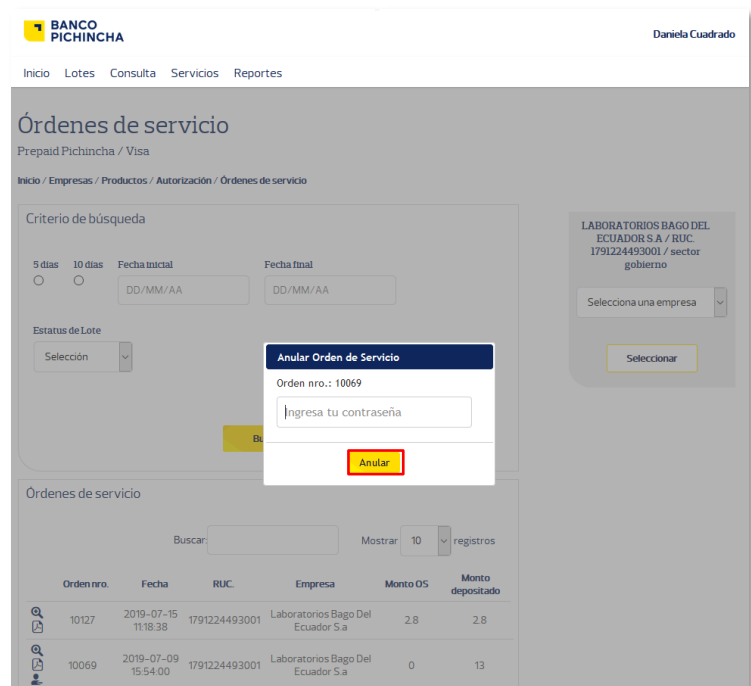 BANCO
PICHINCHA
Daniela Cuadrado
Inicio Lotes Consulta Servicios Reportes
Órdenes de servicio
Prepaid Pichincha / Visa
Inicio / Empresas / Productos / Autorización / Órdenes de servicio
Criterio de búsqueda
5 días 10 días Fecha inicial Fecha final
DD/MM/AA DD/MM/AA
Estatus de Lote
Selección
LABORATORIOS BAGO DEL
ECUADOR S.A / RUC.
1791224493001 / sector
gobierno
Selecciona una empresa
Seleccionar
Anular Orden de Servicio
Orden nro.: 10069
Ingresa tu contraseña
Anular
Bu
Órdenes de servicio
Buscar: Mostrar 10 registros
Orden nro. Fecha RUC. Empresa Monto OS Monto
depositado
10127 2019-07-15
11:18:38 1791224493001 Laboratorios Bago Del
Ecuador S.a 2.8 2.8
10069 2019-07-09
15:54:00 1791224493001 Laboratorios Bago Del
Ecuador S.a 0 13